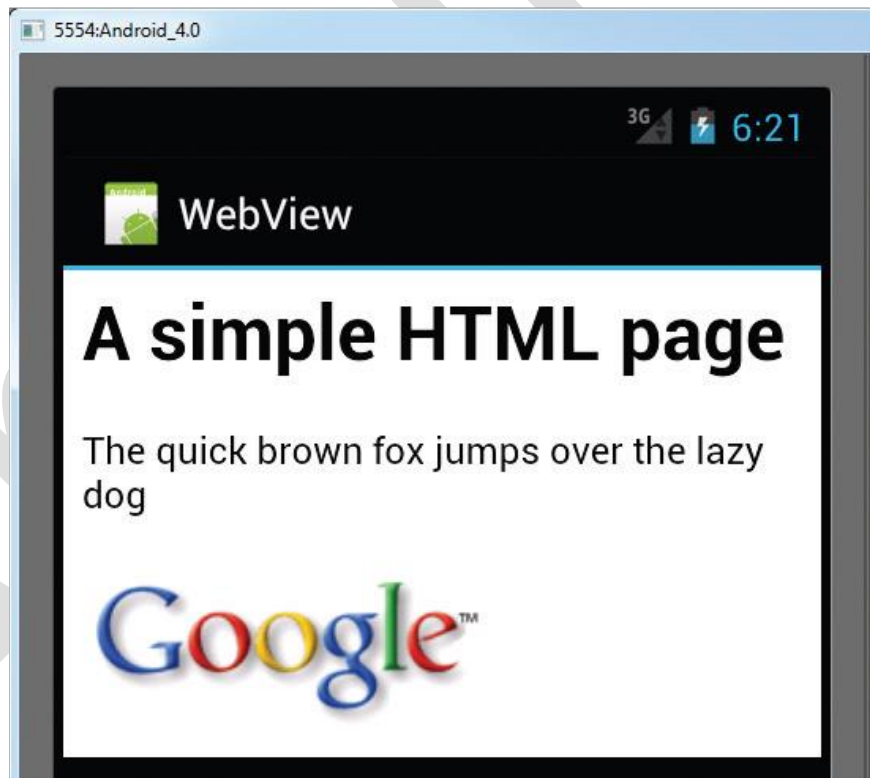 5554:Android_4.0
3G 6:21
Android
WebView
A simple HTML page
The quick brown fox jumps over the lazy
dog
Google™